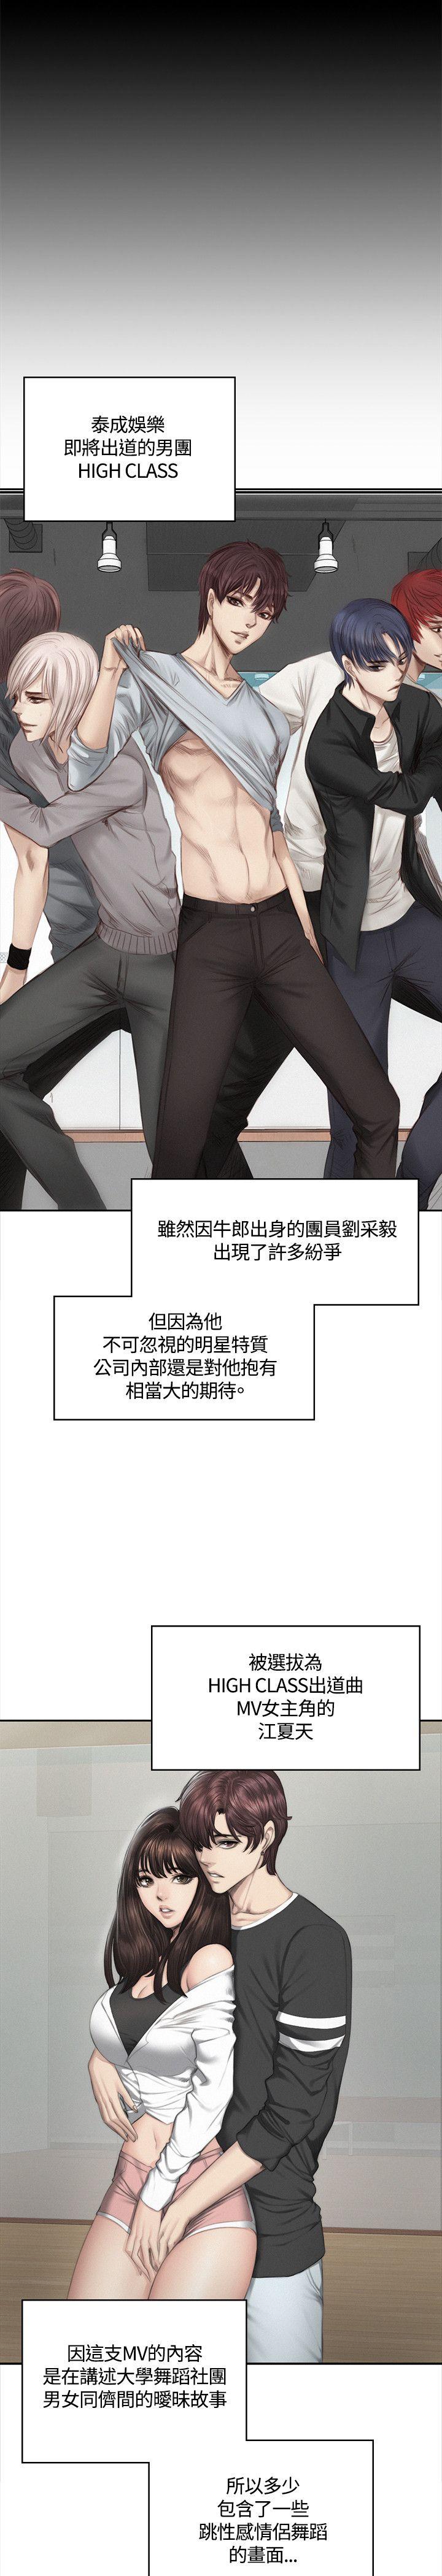 泰成娛樂
即將出道的男團
HIGH CLASS
雖然因牛郎出身的團員劉采毅
出現了許多紛爭
但因為他
不可忽視的明星特質
公司內部還是對他抱有
相當大的期待。
被選拔為
HIGH CLASS出道曲
MV女主角的
江夏天
因這支MV的內容
是在講述大學舞蹈社團
男女同儕間的曖昧故事
所以多少
包含了一些
跳性感情侶舞蹈
的畫面...